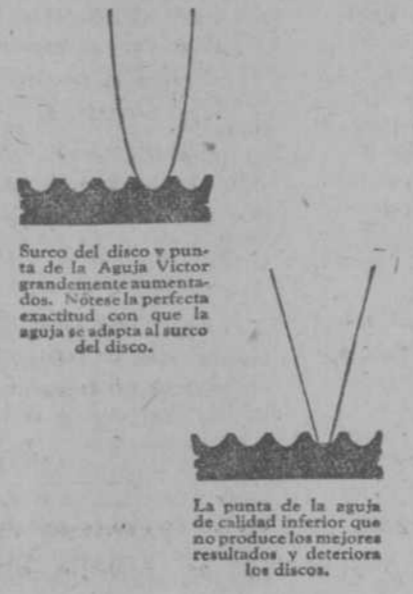 Surco del disco y pun-
ta de la Aguja Victor
grandemente aumenta-
dos. Nótese la perfecta
exactitud con que la
aguja se adapta al surco
del disco.
La punta de la aguja
de calidad inferior que
no produce los mejores
resultados y deteriora
los discos.